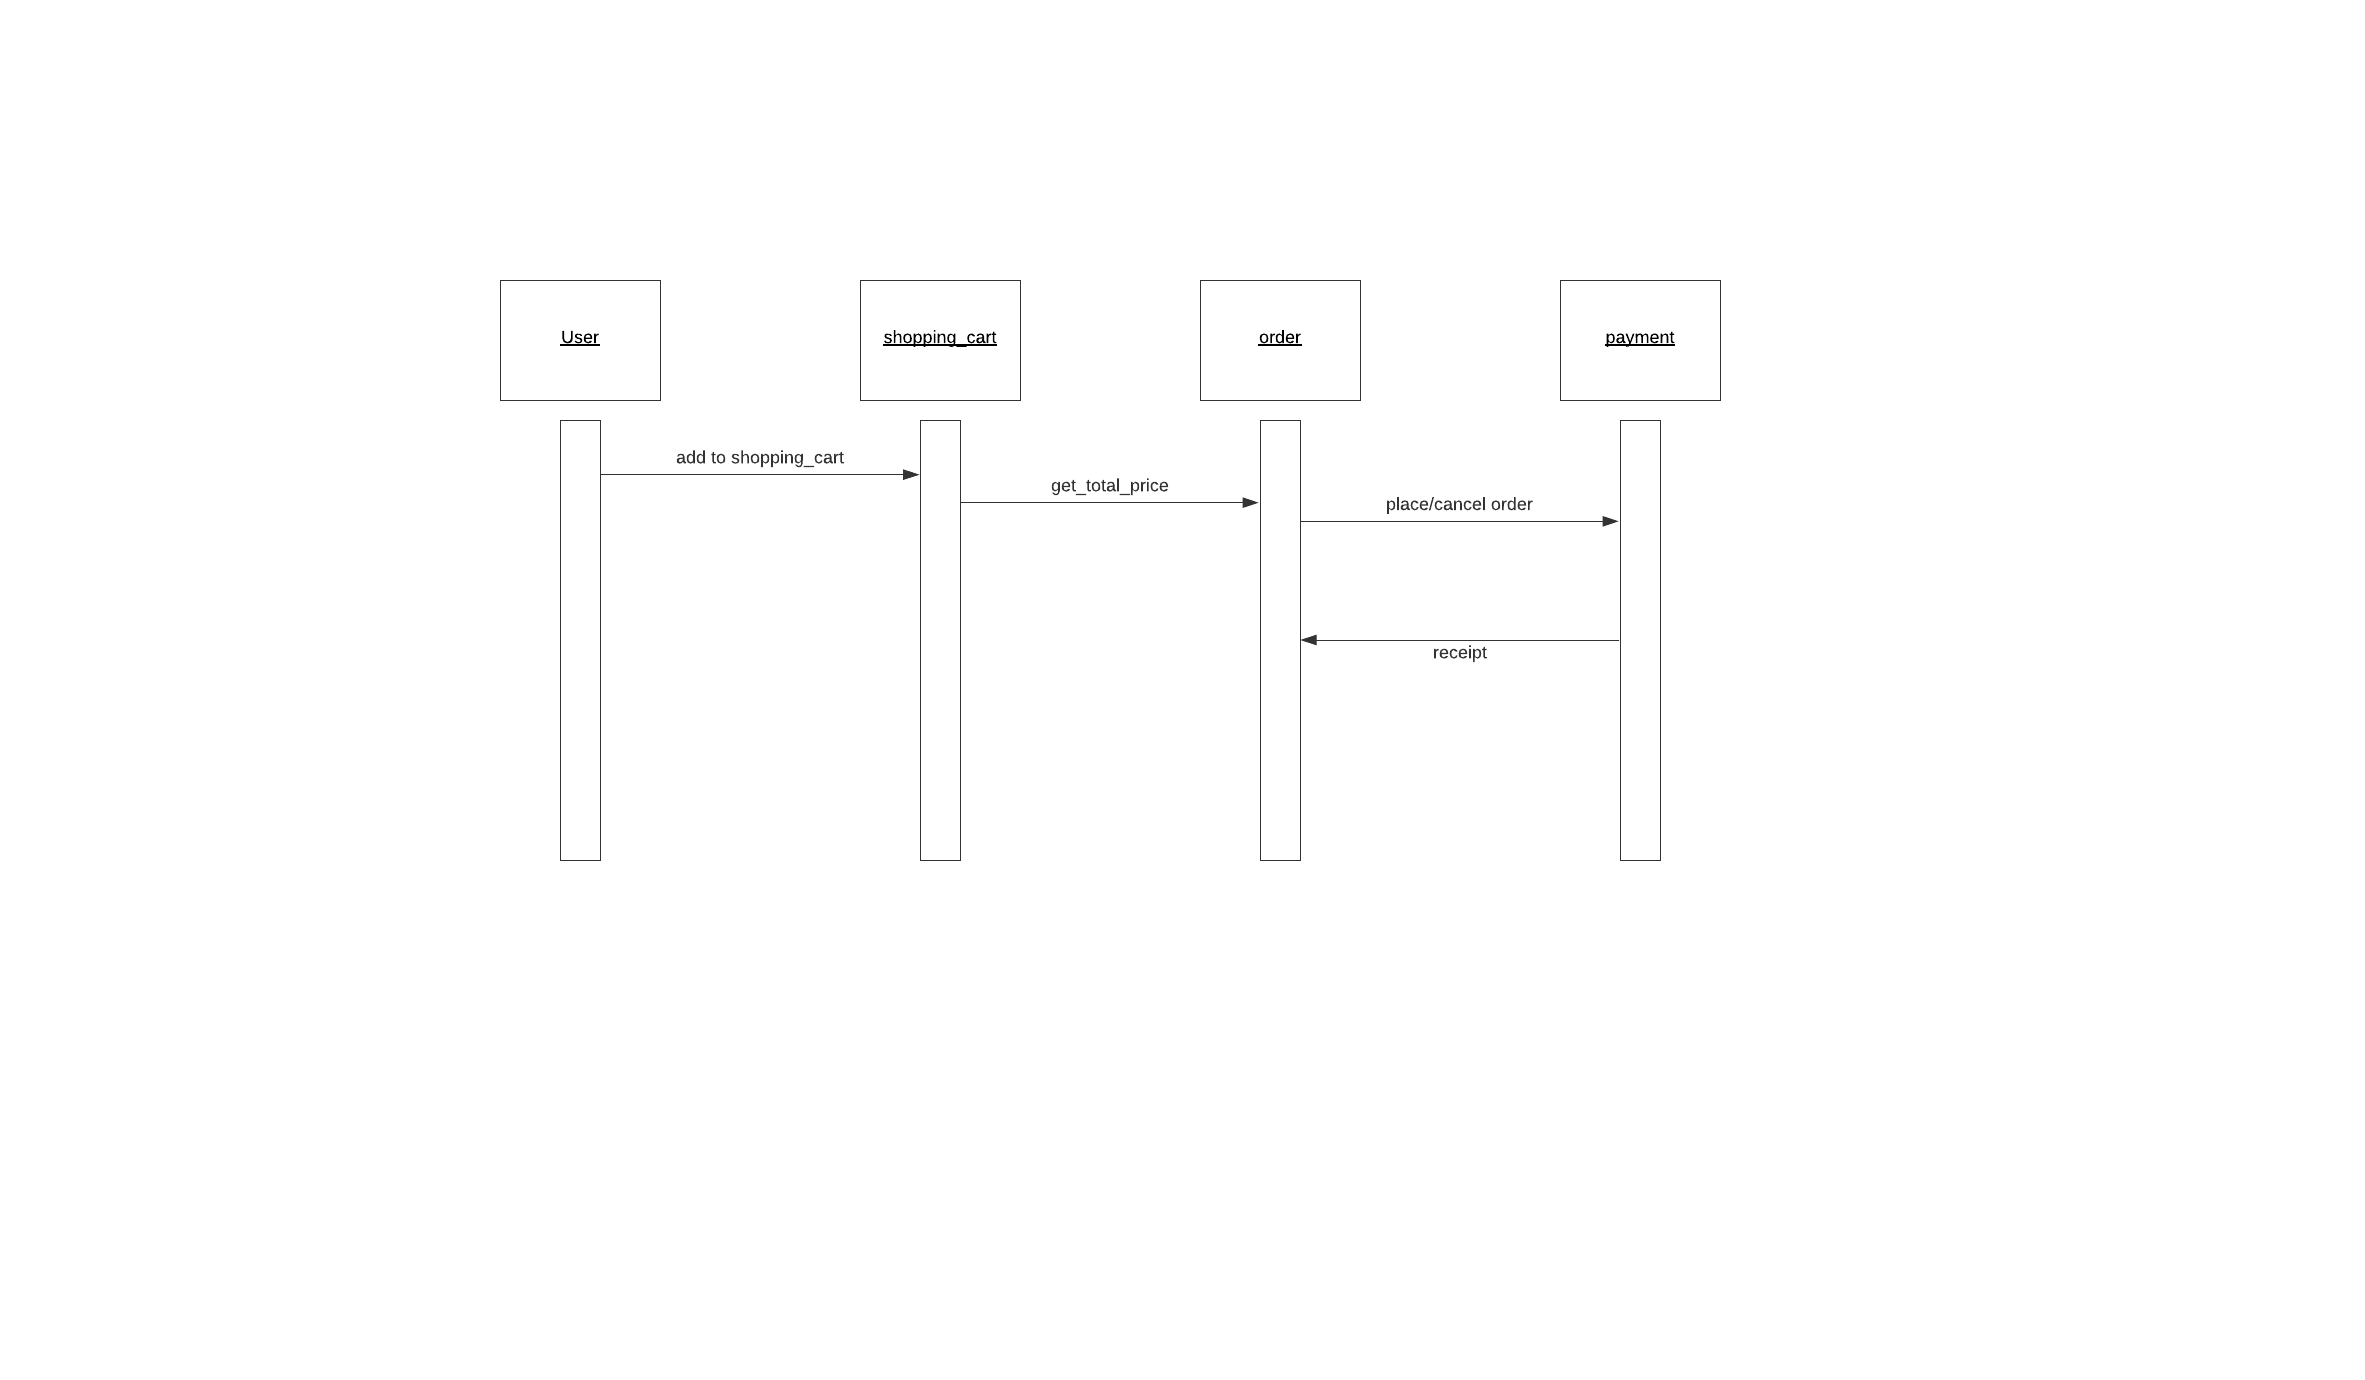 User
shopping_cart
order
payment
add to shopping_cart
get_total_price
place/cancel order
receipt